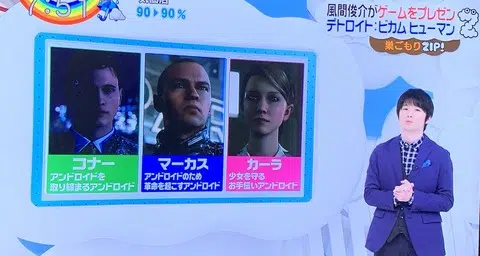 風間俊介がゲームをプレゼン
デトロイト:ビカム ヒューマン
巣ごもりZIP!
90▶90%
コナー
アンドロイドを
取り締まるアンドロイド
マーカス
アンドロイドのため
革命を起こすアンドロイド
カーラ
少女を守る
お手伝いアンドロイド